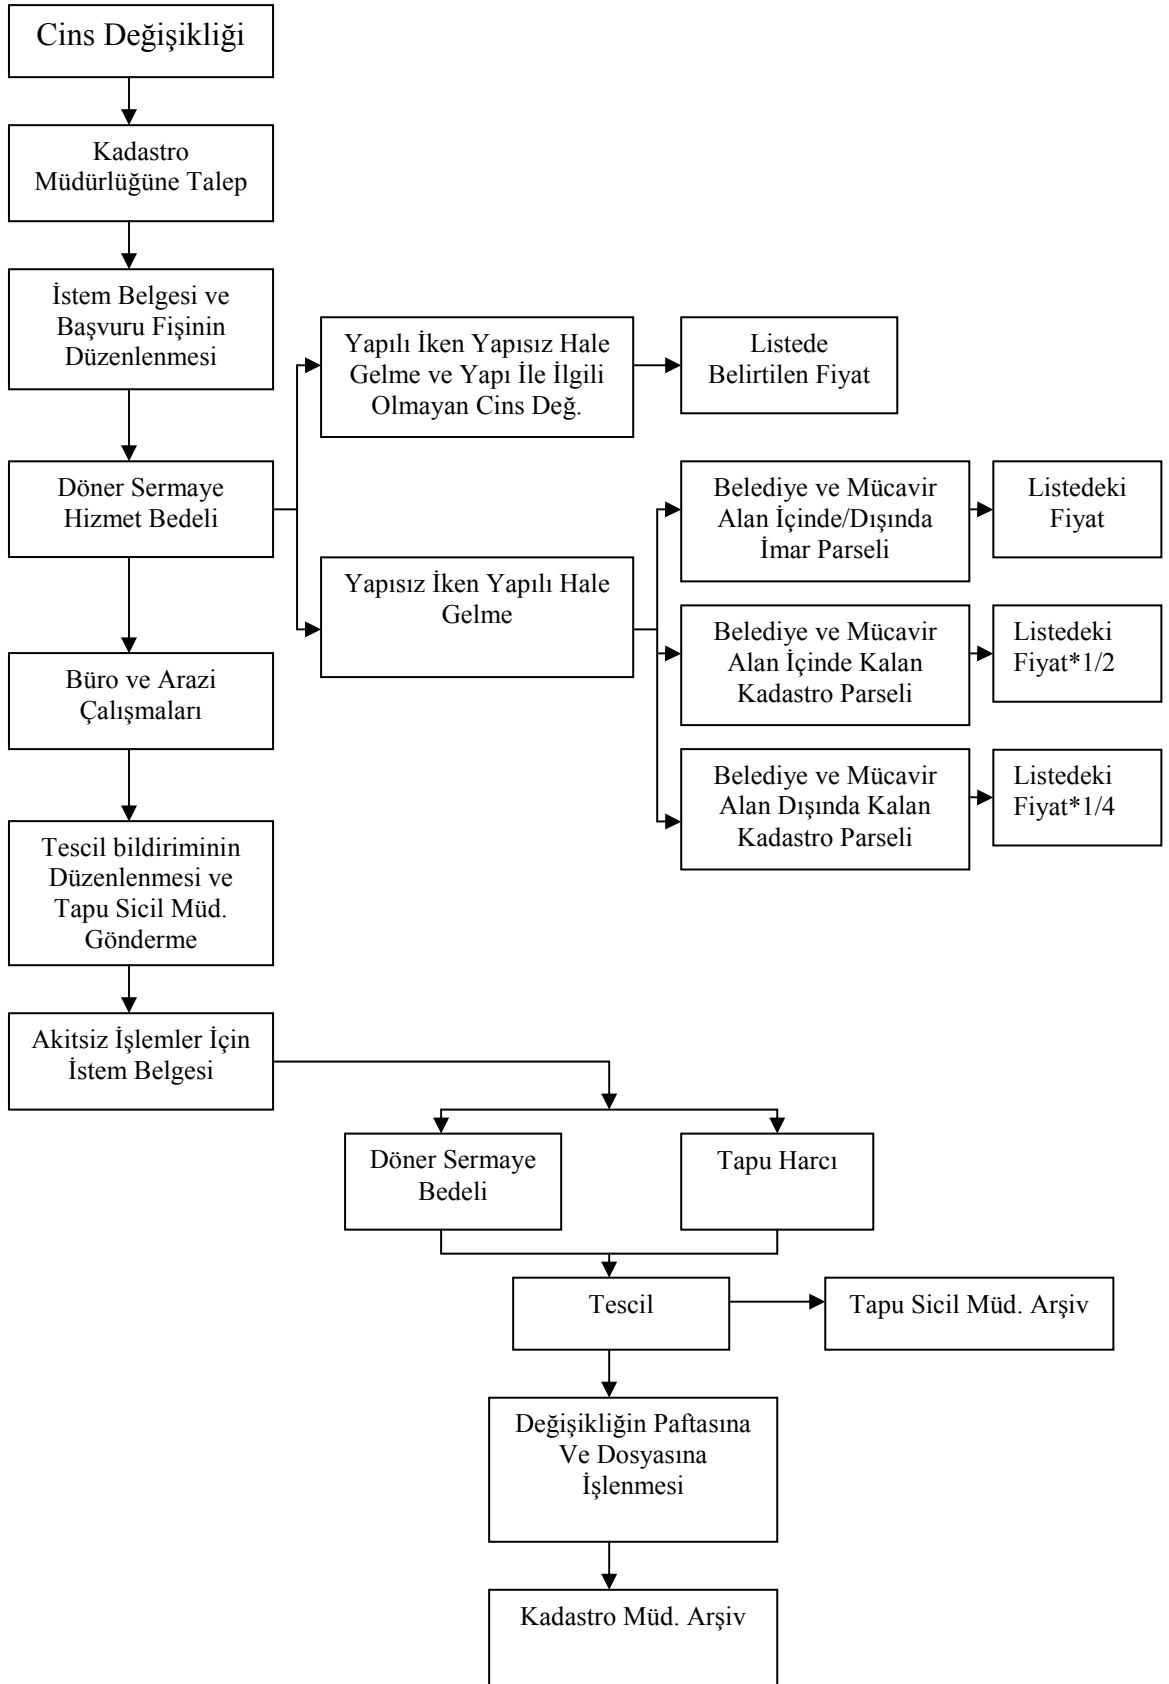 Cins Değişikliği
Kadastro
Müdürlüğüne Talep
İstem Belgesi ve
Başvuru Fişinin
Düzenlenmesi
Yapılı İken Yapısız Hale
Gelme ve Yapı İle İlgili
Olmayan Cins Değ.
Listede
Belirtilen Fiyat
Döner Sermaye
Hizmet Bedeli
Belediye ve Mücavir
Alan İçinde/Dışında
İmar Parseli
Listedeki
Fiyat
Yapısız İken Yapılı Hale
Gelme
Belediye ve Mücavir
Alan İçinde Kalan
Kadastro Parseli
Listedeki
Fiyat*1/2
Büro ve Arazi
Çalışmaları
Belediye ve Mücavir
Alan Dışında Kalan
Kadastro Parseli
Listedeki
Fiyat*1/4
Tescil bildiriminin
Düzenlenmesi ve
Tapu Sicil Müd.
Gönderme
Akitsiz İşlemler İçin
İstem Belgesi
Döner Sermaye
Bedeli
Tapu Harcı
Tescil
Tapu Sicil Müd. Arşiv
Değişikliğin Paftasına
Ve Dosyasına
İşlenmesi
Kadastro Müd. Arşiv